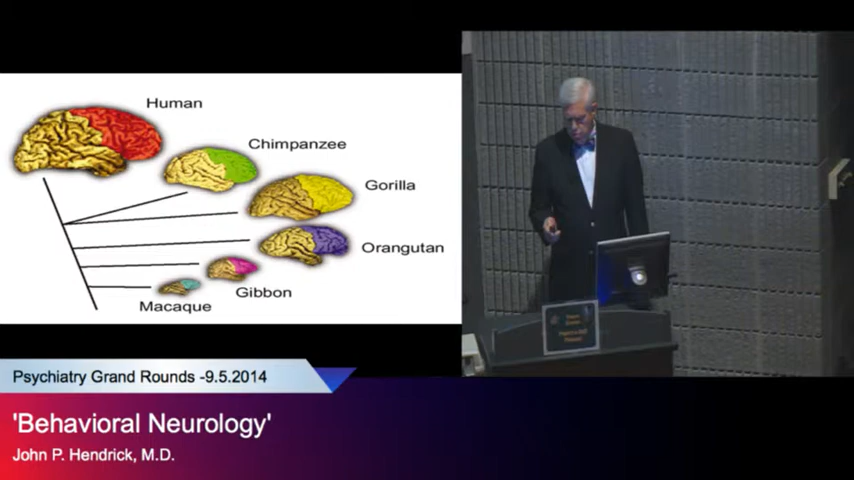 Human
Chimpanzee
Gorilla
Orangutan
Gibbon
Macaque
Psychiatry Grand Rounds -9.5.2014
'Behavioral Neurology'
John P. Hendrick, M.D.